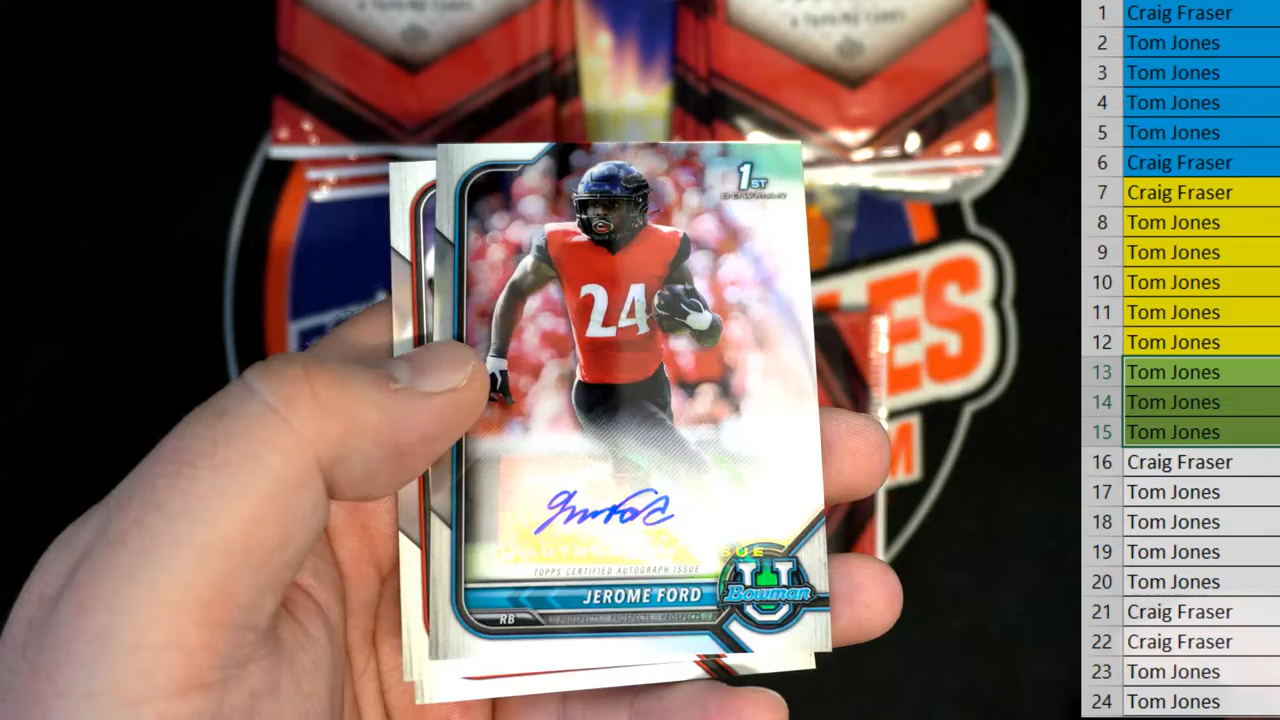 1ST
BOWMAN
24
TOPPS CERTIFIED AUTOGRAPH ISSUE
JEROME FORD
RB
PROSPECTS PROSPECTS PROSPECTS
U
Bowman
1 Craig Fraser
2 Tom Jones
3 Tom Jones
4 Tom Jones
5 Tom Jones
6 Craig Fraser
7 Craig Fraser
8 Tom Jones
9 Tom Jones
10 Tom Jones
11 Tom Jones
12 Tom Jones
13 Tom Jones
14 Tom Jones
15 Tom Jones
16 Craig Fraser
17 Tom Jones
18 Tom Jones
19 Tom Jones
20 Tom Jones
21 Craig Fraser
22 Craig Fraser
23 Tom Jones
24 Tom Jones